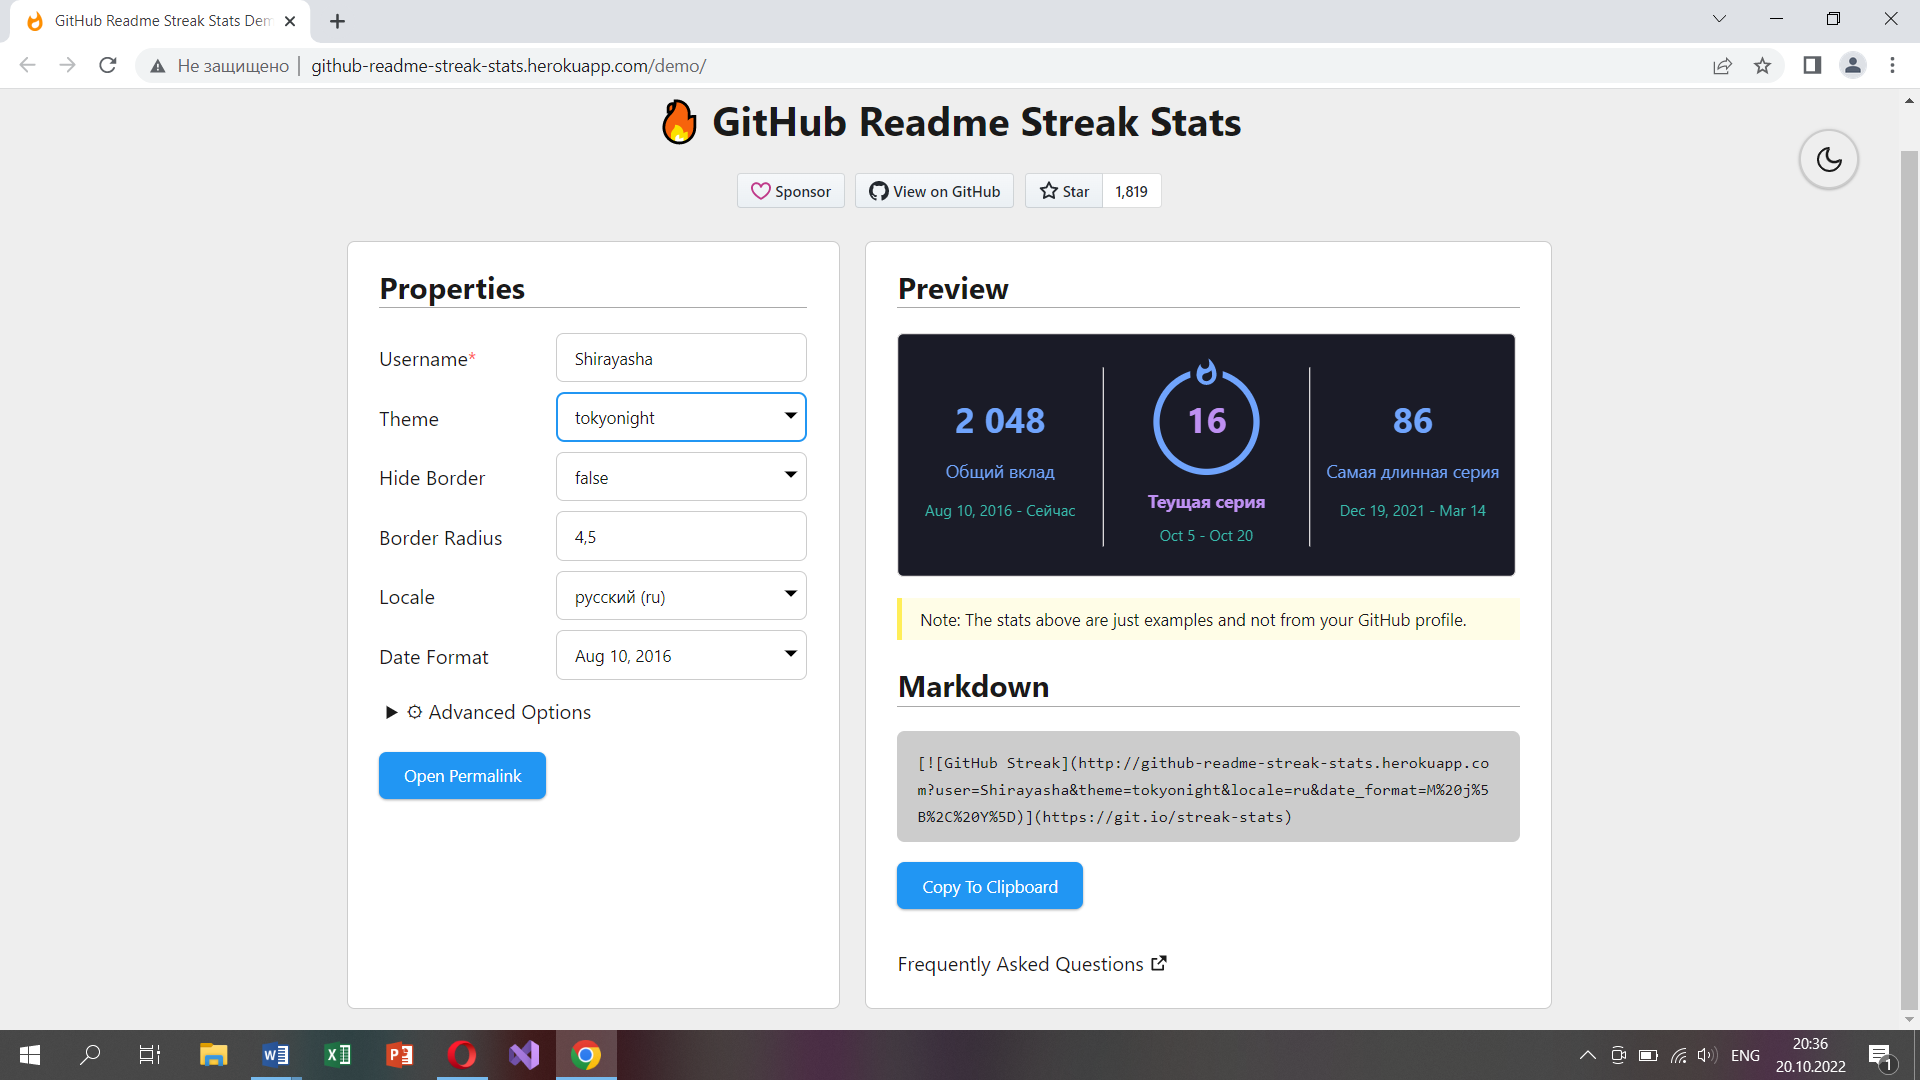 GitHub Readme Streak Stats Dem
Не защищено | github-readme-streak-stats.herokuapp.com/demo/
GitHub Readme Streak Stats
Sponsor
View on GitHub
Star 1,819
Properties
Username*
Shirayasha
Theme
tokyonight
Hide Border
false
Border Radius
4,5
Locale
русский (ru)
Date Format
Aug 10, 2016
Advanced Options
Open Permalink
Preview
2 048
Общий вклад
Aug 10, 2016 - Сейчас
16
Теущая серия
Oct 5 - Oct 20
86
Самая длинная серия
Dec 19, 2021 - Mar 14
Note: The stats above are just examples and not from your GitHub profile.
Markdown
[![GitHub Streak](http://github-readme-streak-stats.herokuapp.co
m?user=Shirayasha&theme=tokyonight&locale=ru&date_format=M%20j%5
B%2C%20Y%5D)](https://git.io/streak-stats)
Copy To Clipboard
Frequently Asked Questions
ENG
20:36
20.10.2022
1